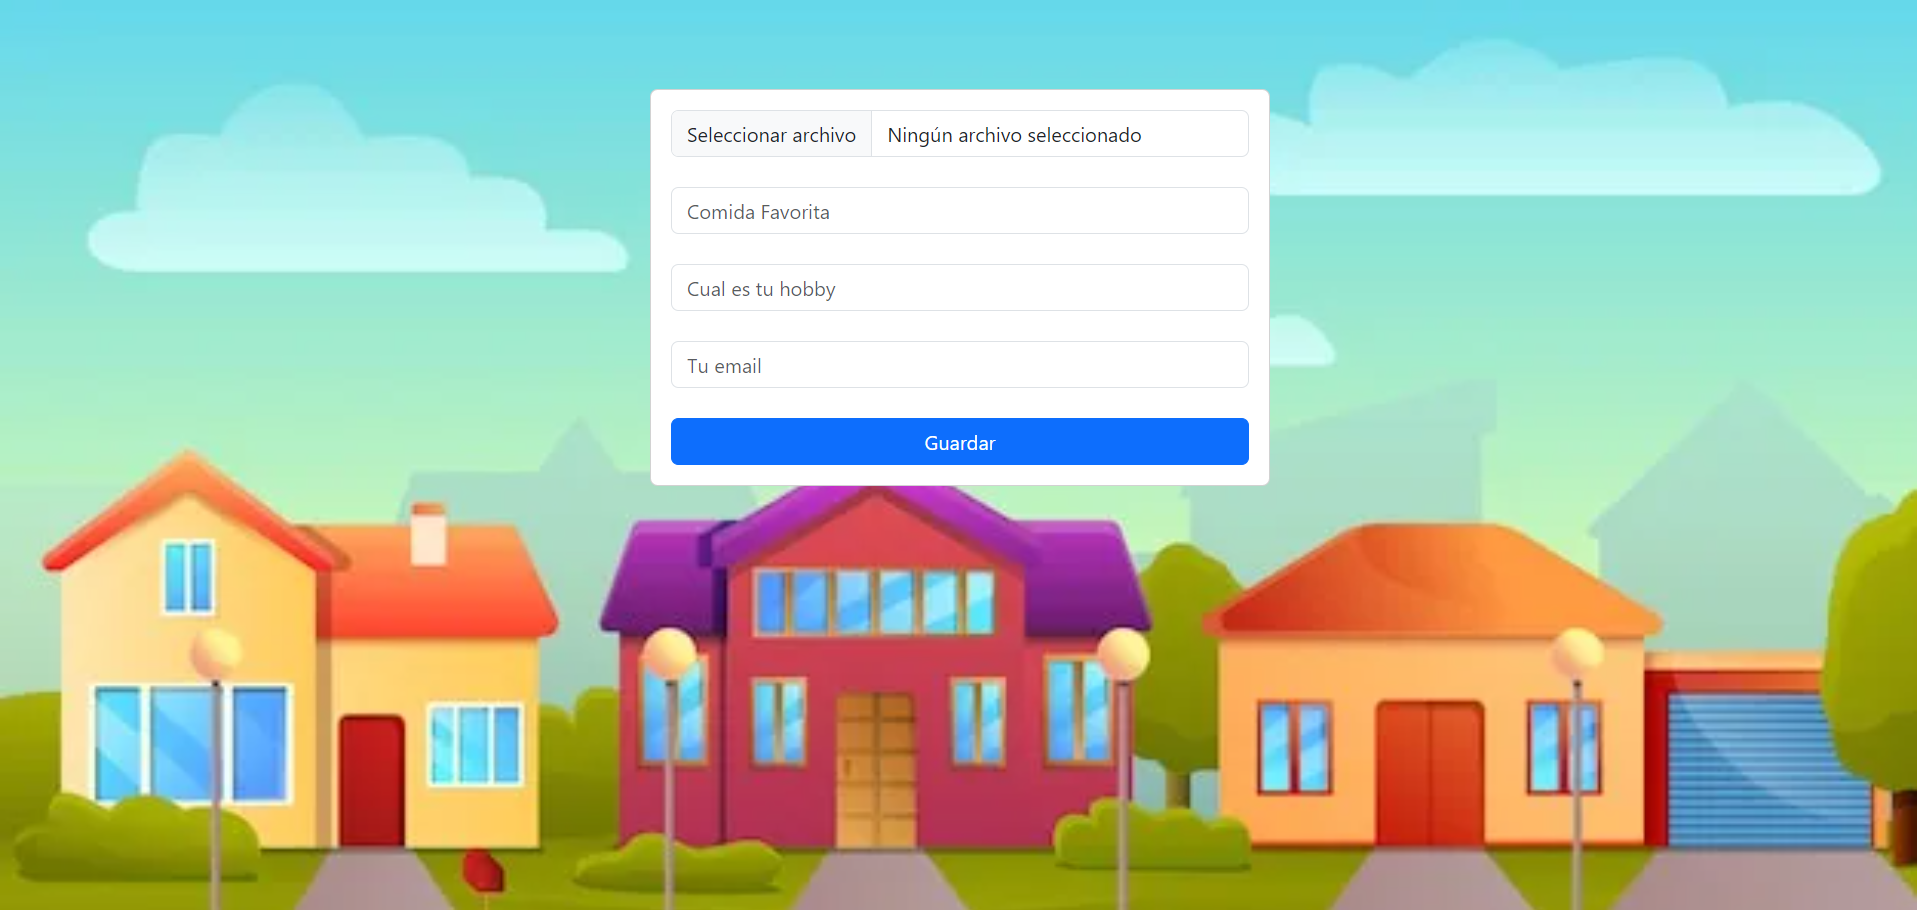 Seleccionar archivo Ningún archivo seleccionado
Comida Favorita
Cual es tu hobby
Tu email
Guardar